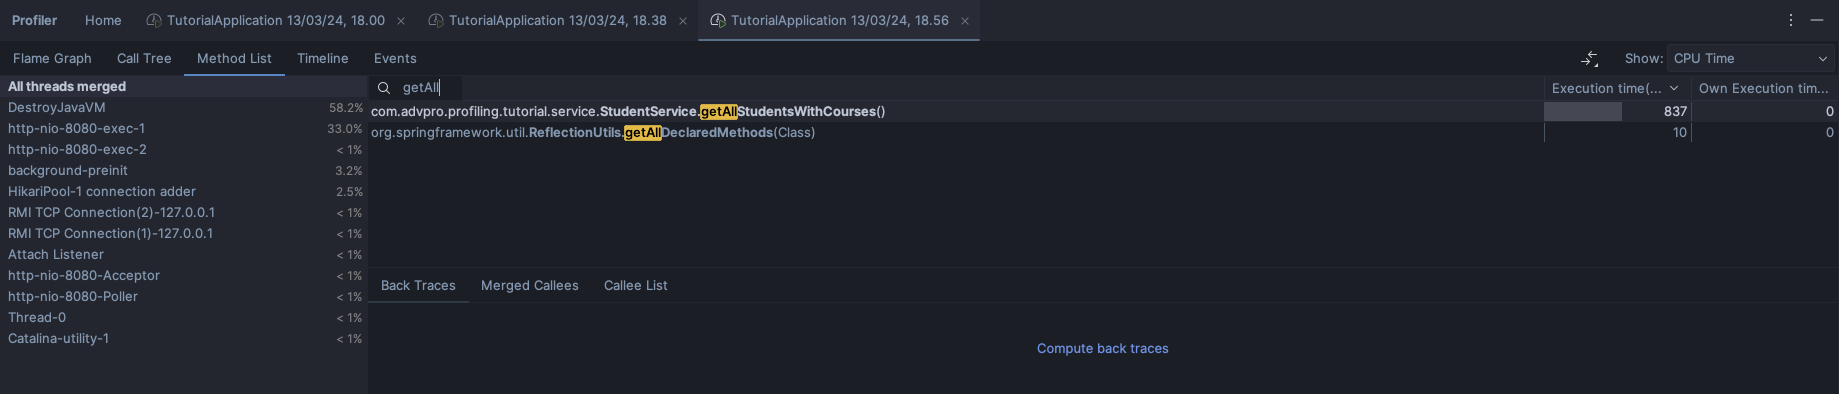 Profiler Home TutorialApplication 13/03/24, 18.00 TutorialApplication 13/03/24, 18.38 TutorialApplication 13/03/24, 18.56
Flame Graph Call Tree Method List Timeline Events Show: CPU Time
All threads merged
DestroyJavaVM 58.2%
http-nio-8080-exec-1 33.0%
http-nio-8080-exec-2 < 1%
background-preinit 3.2%
HikariPool-1 connection adder 2.5%
RMI TCP Connection(2)-127.0.0.1 < 1%
RMI TCP Connection(1)-127.0.0.1 < 1%
Attach Listener < 1%
http-nio-8080-Acceptor < 1%
http-nio-8080-Poller < 1%
Thread-0 < 1%
Catalina-utility-1 < 1%
getAll Execution time(... Own Execution tim...
com.advpro.profiling.tutorial.service.StudentService.getAllStudentsWithCourses() 837 0
org.springframework.util.ReflectionUtils.getAllDeclaredMethods(Class) 10 0
Back Traces Merged Callees Callee List
Compute back traces